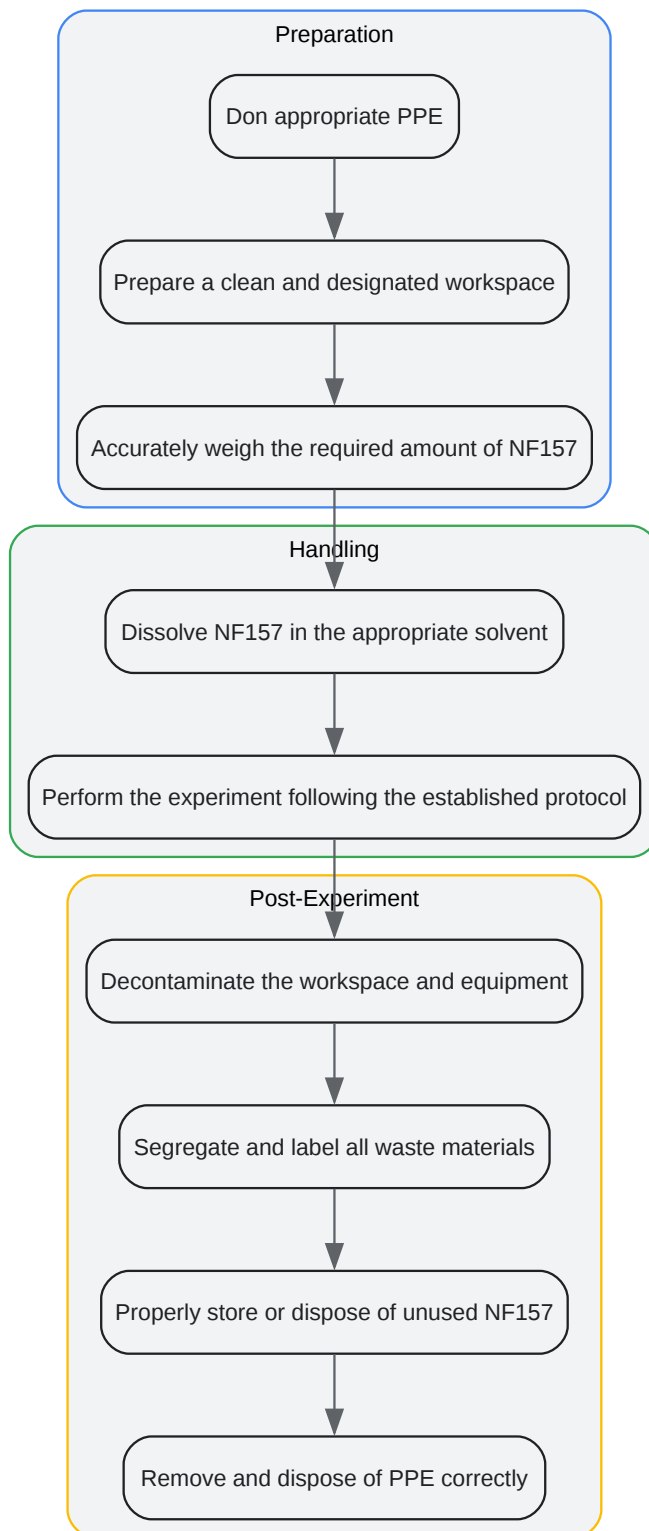 Preparation
Don appropriate PPE
Prepare a clean and designated workspace
Accurately weigh the required amount of NF157
Handling
Dissolve NF157 in the appropriate solvent
Perform the experiment following the established protocol
Post-Experiment
Decontaminate the workspace and equipment
Segregate and label all waste materials
Properly store or dispose of unused NF157
Remove and dispose of PPE correctly